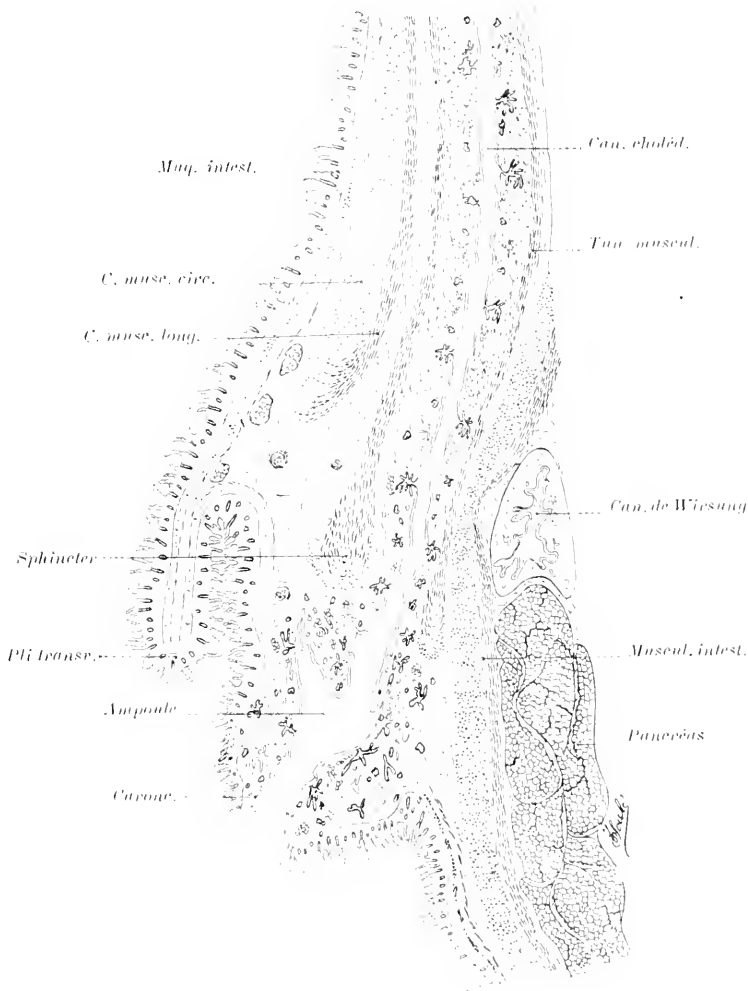 Can. choléd.
Muq. intest.
Tun. muscul.
C. musc. circ.
C. musc. long.
Can. de Wirsung
Sphincter
Pli transv.
Muscul. intest.
Ampoule
Pancréas
Caronc.